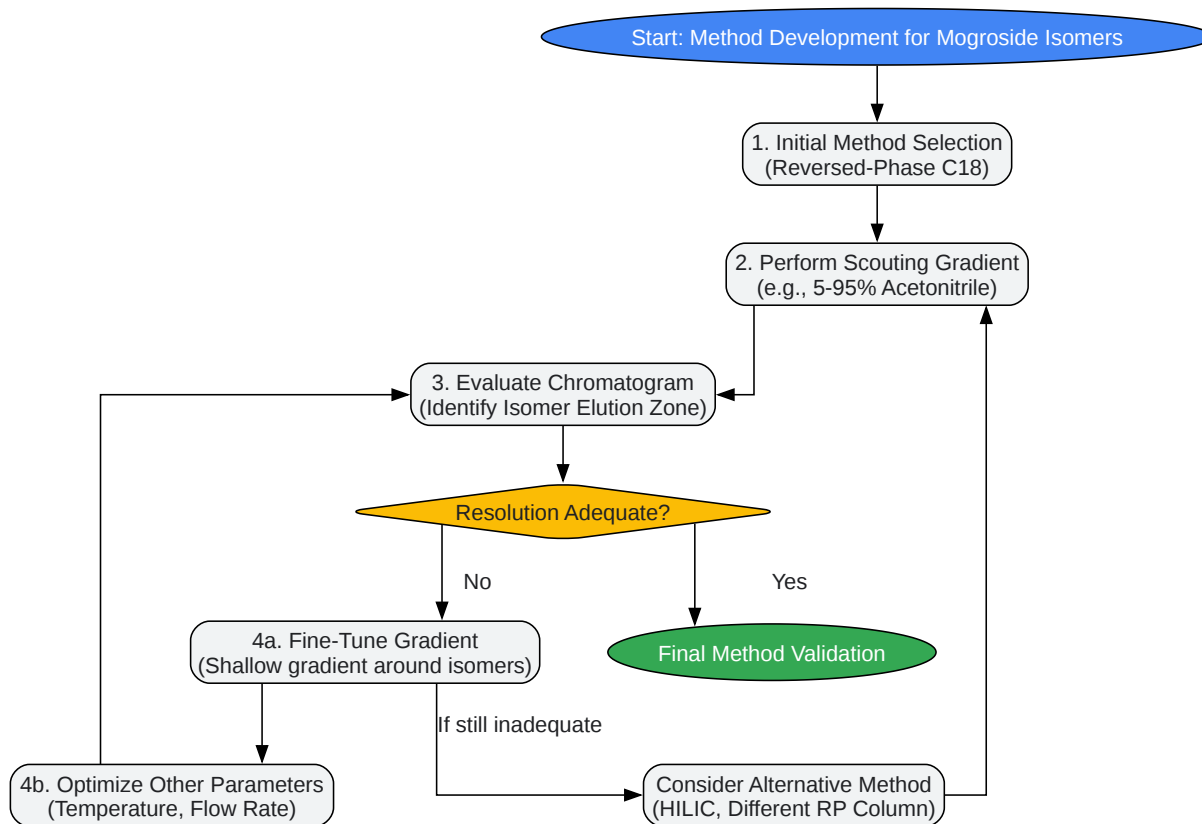 Start: Method Development for Mogroside Isomers
1. Initial Method Selection
(Reversed-Phase C18)
2. Perform Scouting Gradient
(e.g., 5-95% Acetonitrile)
3. Evaluate Chromatogram
(Identify Isomer Elution Zone)
Resolution Adequate?
No
Yes
4a. Fine-Tune Gradient
(Shallow gradient around isomers)
Final Method Validation
If still inadequate
4b. Optimize Other Parameters
(Temperature, Flow Rate)
Consider Alternative Method
(HILIC, Different RP Column)